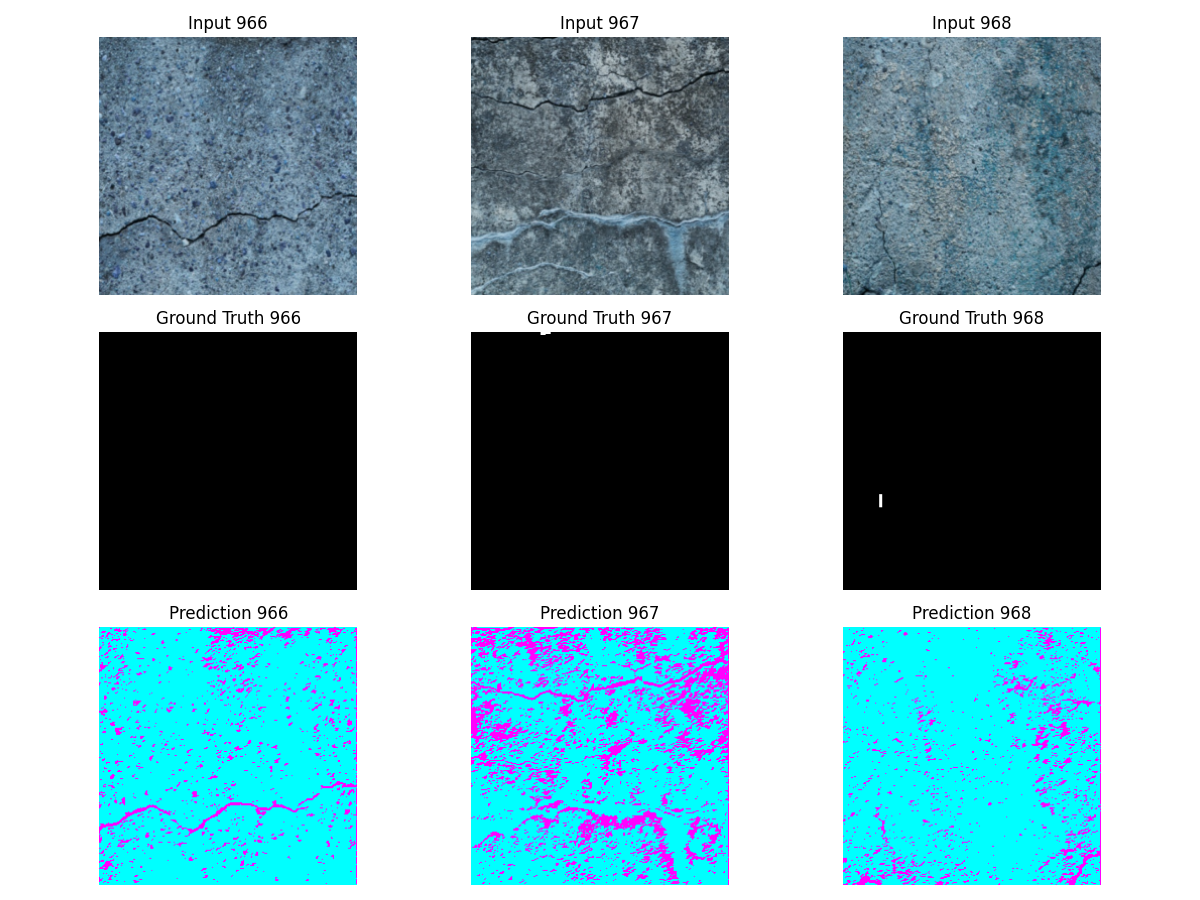 Input 966
Input 967
Input 968
Ground Truth 966
Ground Truth 967
Ground Truth 968
Prediction 966
Prediction 967
Prediction 968